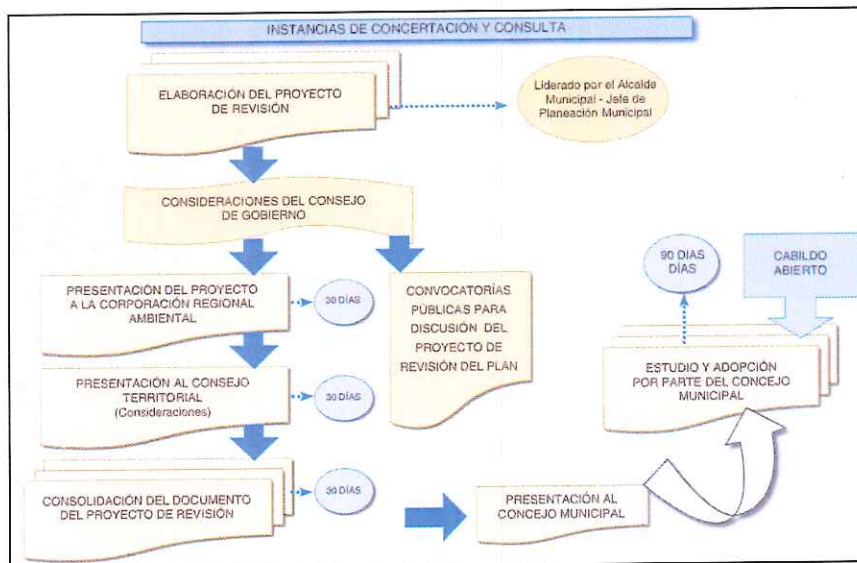 INSTANCIAS DE CONCERTACIÓN Y CONSULTA
ELABORACIÓN DEL PROYECTO
DE REVISIÓN
Liderado por el Alcalde
Municipal - Jefe de
Planeación Municipal
CONSIDERACIONES DEL CONSEJO
DE GOBIERNO
PRESENTACIÓN DEL PROYECTO
A LA CORPORACIÓN REGIONAL
AMBIENTAL
30 DÍAS
CONVOCATORÍAS
PÚBLICAS PARA
DISCUSIÓN DEL
PROYECTO DE
REVISIÓN DEL PLAN
90 DIAS
DÍAS
CABILDO
ABIERTO
PRESENTACIÓN AL CONSEJO
TERRITORIAL
(Consideraciones)
30 DÍAS
ESTUDIO Y ADOPCIÓN
POR PARTE DEL CONCEJO
MUNICIPAL
CONSOLIDACIÓN DEL DOCUMENTO
DEL PROYECTO DE REVISIÓN
30 DÍAS
PRESENTACIÓN AL
CONCEJO MUNICIPAL